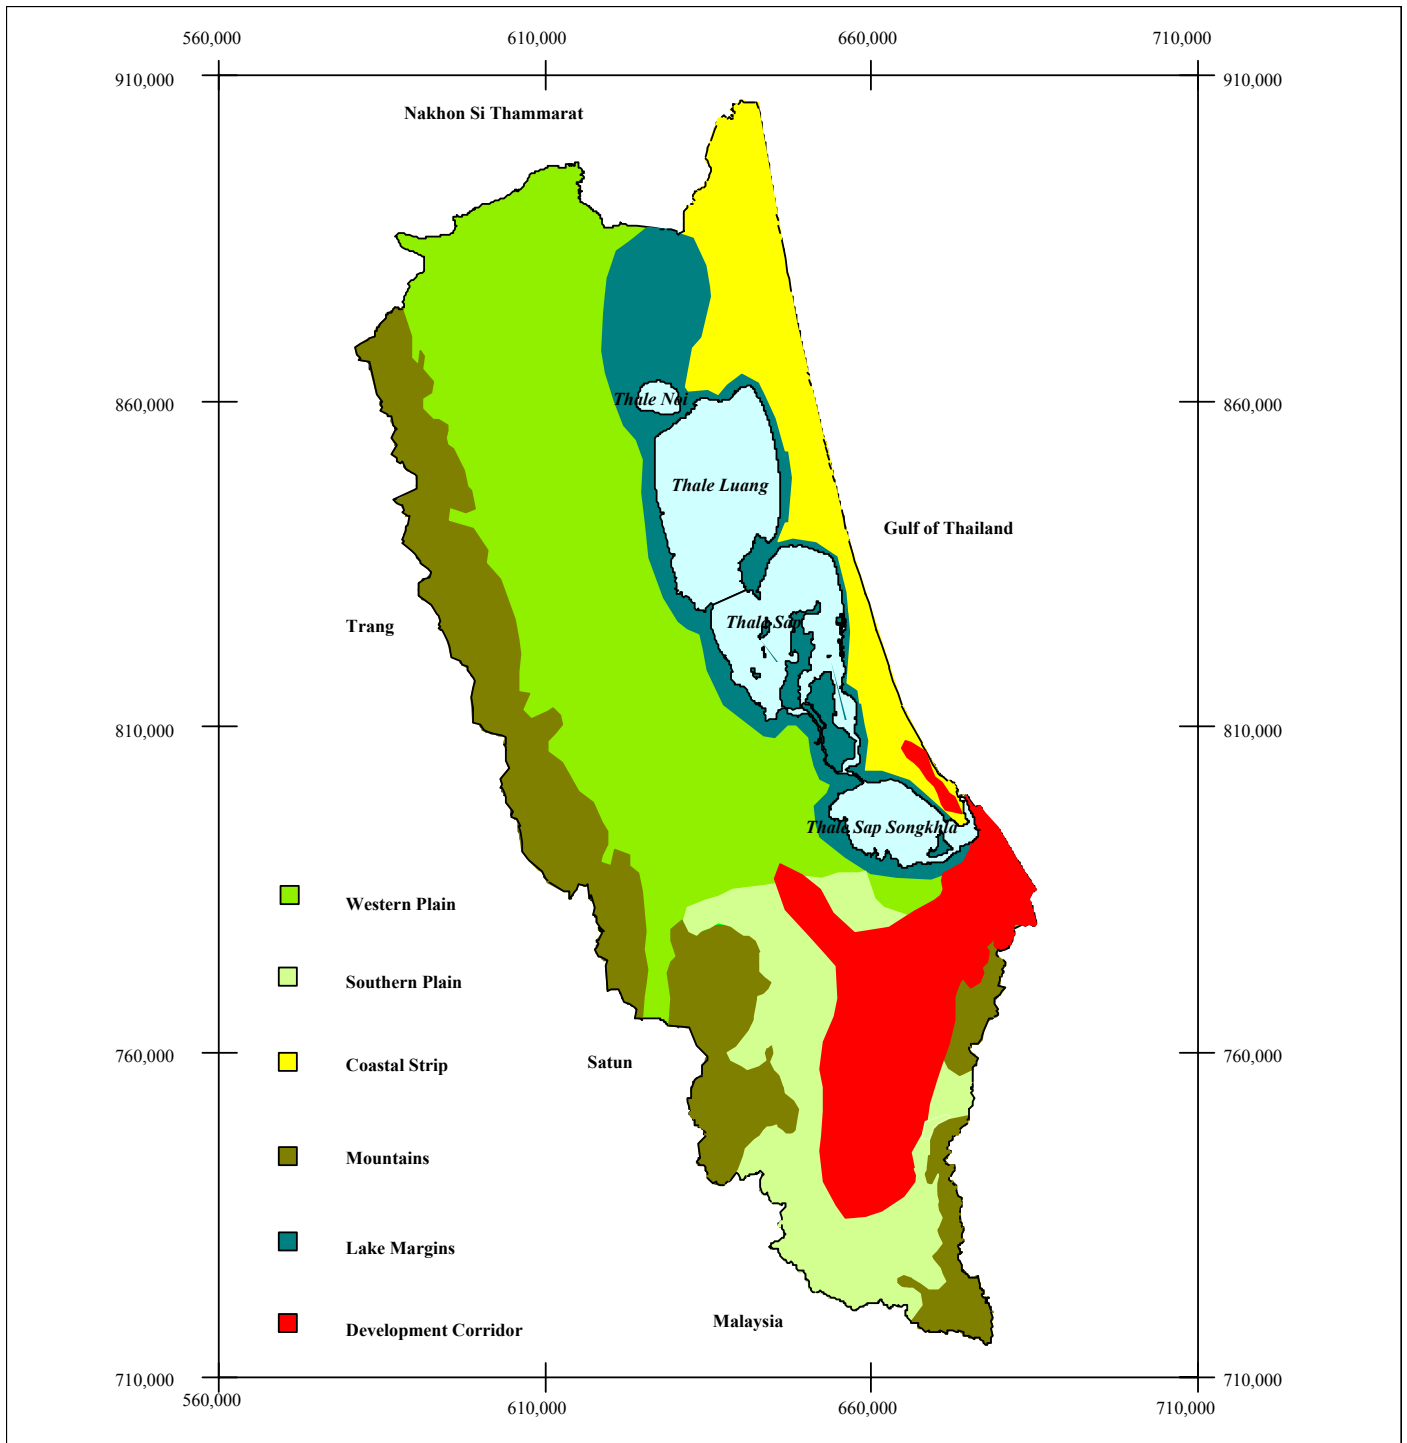 560,000
610,000
660,000
710,000
910,000
910,000
Nakhon Si Thammarat
Thale Noi
860,000
860,000
Thale Luang
Gulf of Thailand
Trang
Thale Sap
810,000
810,000
Thale Sap Songkhla
Western Plain
Southern Plain
760,000
760,000
Satun
Coastal Strip
Mountains
Lake Margins
Malaysia
Development Corridor
710,000
710,000
560,000
610,000
660,000
710,000